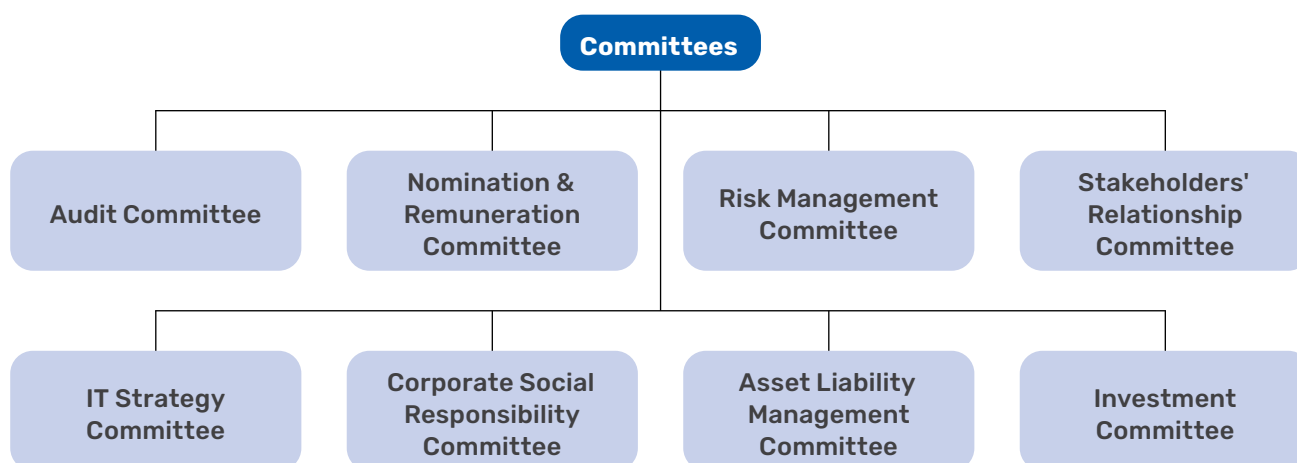 Committees
Audit Committee
Nomination &
Remuneration
Committee
Risk Management
Committee
Stakeholders'
Relationship
Committee
IT Strategy
Committee
Corporate Social
Responsibility
Committee
Asset Liability
Management
Committee
Investment
Committee